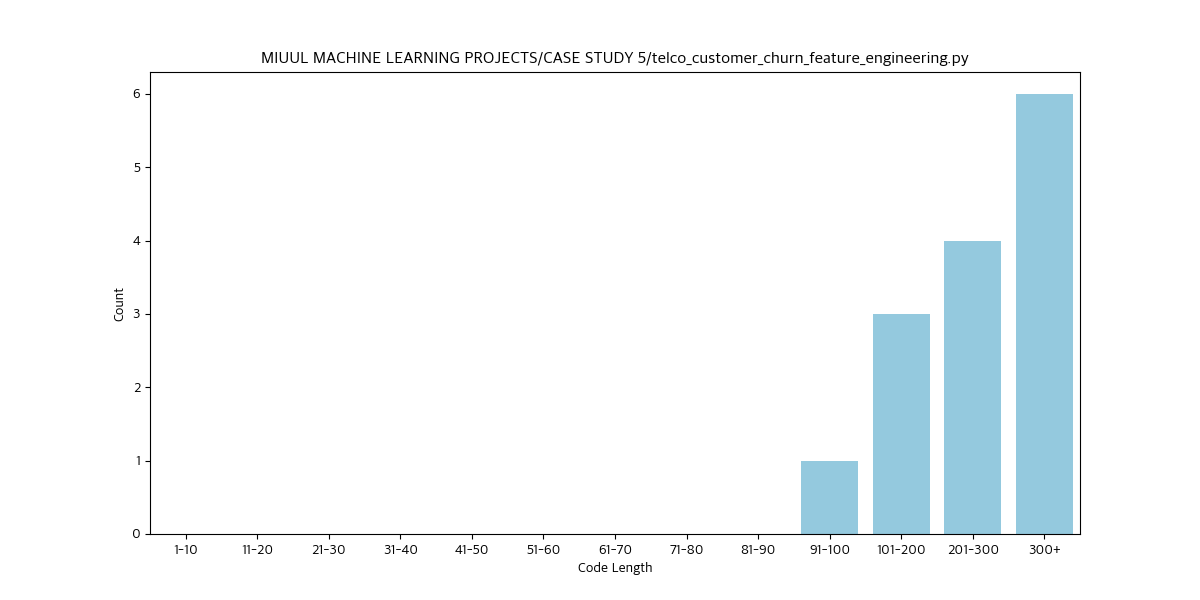 MIUUL MACHINE LEARNING PROJECTS/CASE STUDY 5/telco_customer_churn_feature_engineering.py
Count
6
5
4
3
2
1
0
1-10 11-20 21-30 31-40 41-50 51-60 61-70 71-80 81-90 91-100 101-200 201-300 300+
Code Length